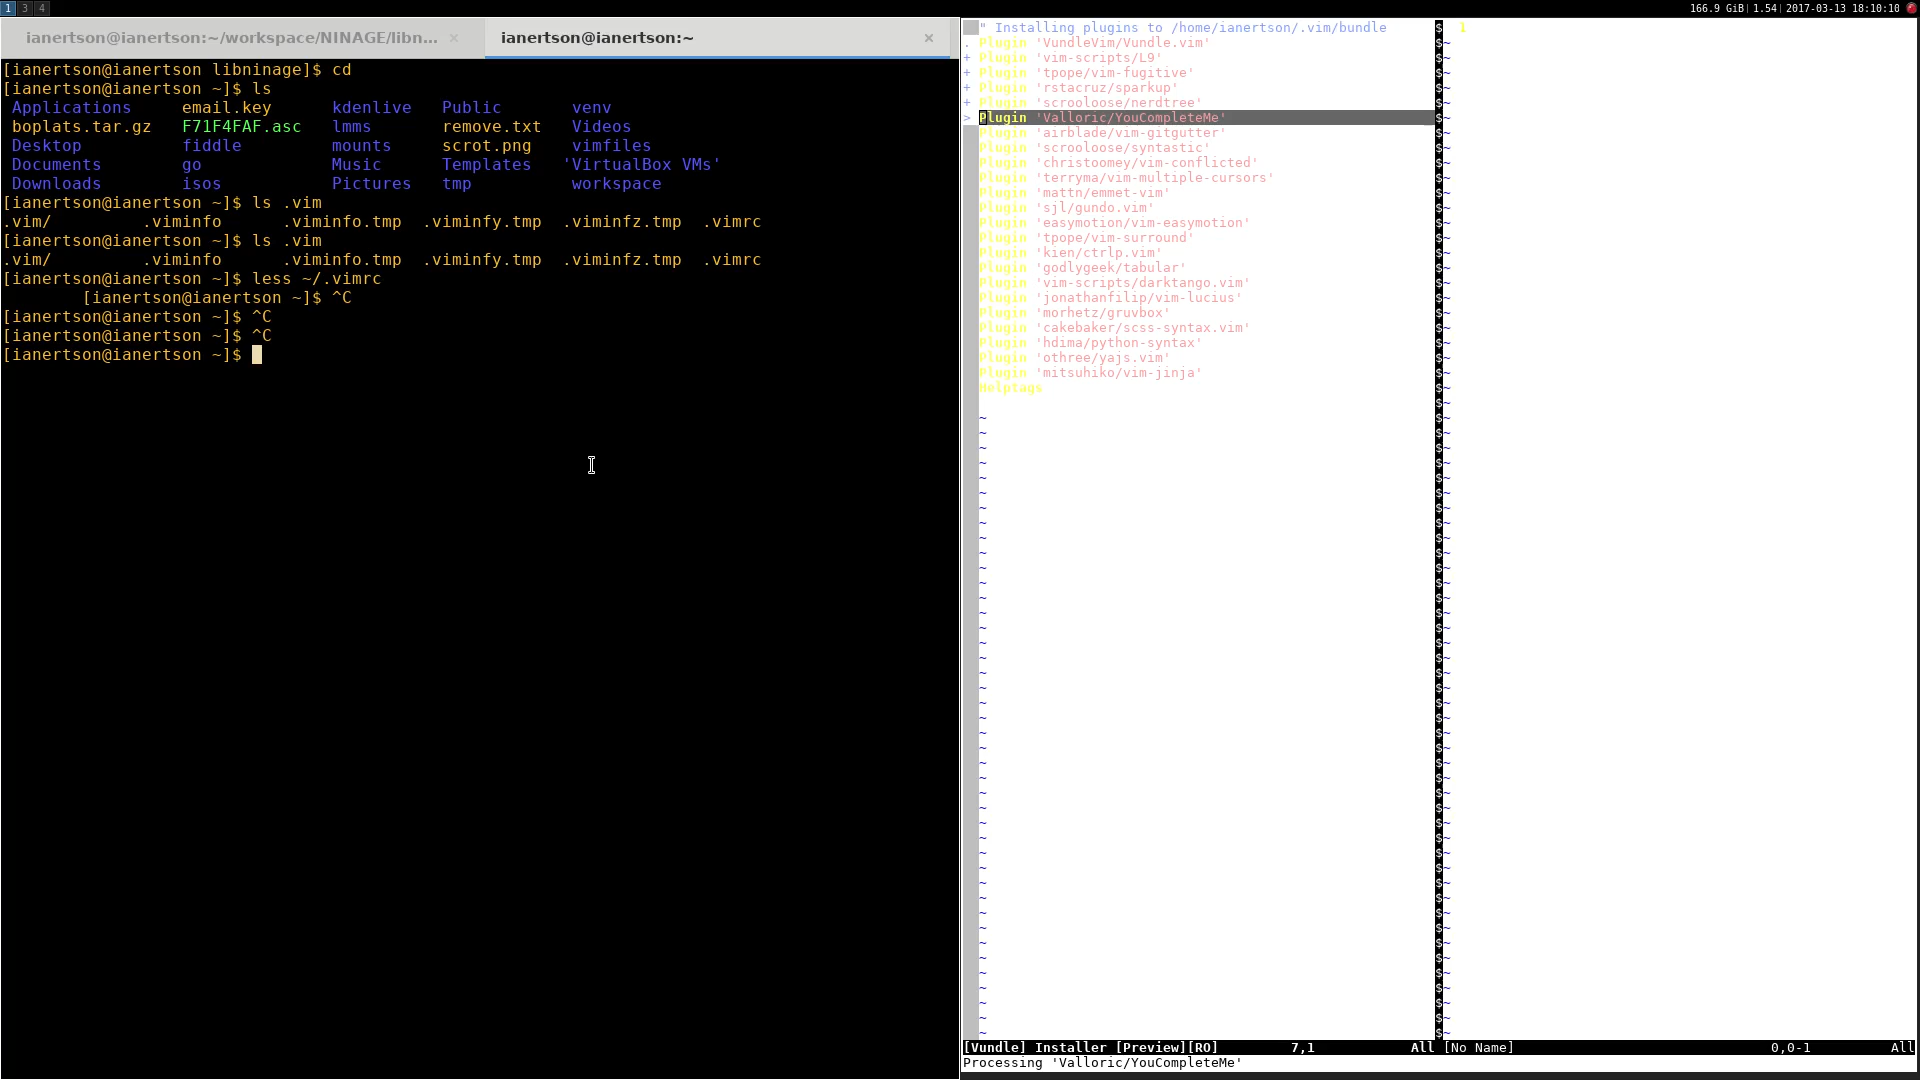 1 3 4
166.9 GiB| 1.54| 2017-03-13 18:10:10
ianertson@ianertson:~/workspace/NINAGE/libn... ×
ianertson@ianertson:~ ×
[ianertson@ianertson libninage]$ cd
[ianertson@ianertson ~]$ ls
Applications email.key kdenlive Public venv
boplats.tar.gz F71F4FAF.asc lmms remove.txt Videos
Desktop fiddle mounts scrot.png vimfiles
Documents go Music Templates 'VirtualBox VMs'
Downloads isos Pictures tmp workspace
[ianertson@ianertson ~]$ ls .vim
.vim/ .viminfo .viminfo.tmp .viminfy.tmp .viminfz.tmp .vimrc
[ianertson@ianertson ~]$ ls .vim
.vim/ .viminfo .viminfo.tmp .viminfy.tmp .viminfz.tmp .vimrc
[ianertson@ianertson ~]$ less ~/.vimrc
[ianertson@ianertson ~]$ ^C
[ianertson@ianertson ~]$ ^C
[ianertson@ianertson ~]$ ^C
[ianertson@ianertson ~]$
" Installing plugins to /home/ianertson/.vim/bundle
. Plugin 'VundleVim/Vundle.vim'
+ Plugin 'vim-scripts/L9'
+ Plugin 'tpope/vim-fugitive'
+ Plugin 'rstacruz/sparkup'
+ Plugin 'scrooloose/nerdtree'
> Plugin 'Valloric/YouCompleteMe'
Plugin 'airblade/vim-gitgutter'
Plugin 'scrooloose/syntastic'
Plugin 'christoomey/vim-conflicted'
Plugin 'terryma/vim-multiple-cursors'
Plugin 'mattn/emmet-vim'
Plugin 'sjl/gundo.vim'
Plugin 'easymotion/vim-easymotion'
Plugin 'tpope/vim-surround'
Plugin 'kien/ctrlp.vim'
Plugin 'godlygeek/tabular'
Plugin 'vim-scripts/darktango.vim'
Plugin 'jonathanfilip/vim-lucius'
Plugin 'morhetz/gruvbox'
Plugin 'cakebaker/scss-syntax.vim'
Plugin 'hdima/python-syntax'
Plugin 'othree/yajs.vim'
Plugin 'mitsuhiko/vim-jinja'
Helptags
1
[Vundle] Installer [Preview][RO] 7,1 All [No Name] 0,0-1 All
Processing 'Valloric/YouCompleteMe'